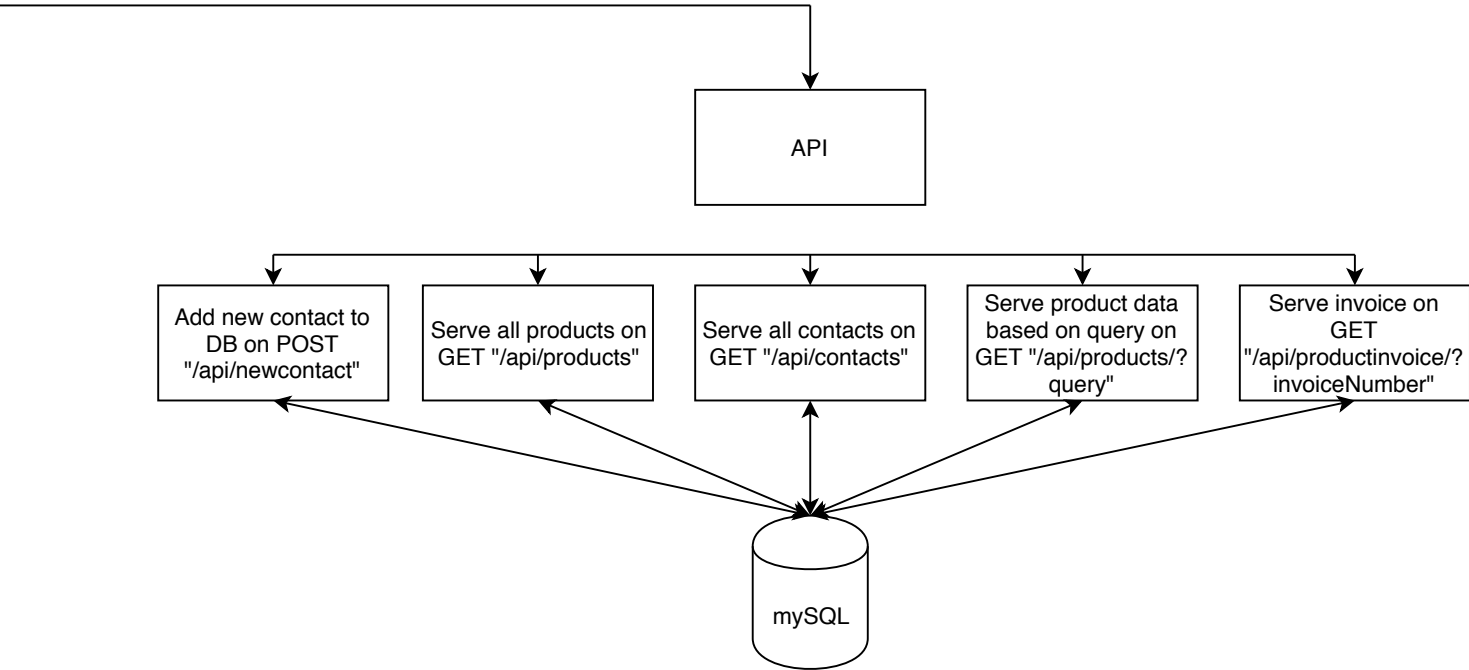 API
Add new contact to
DB on POST
"/api/newcontact"
Serve all products on
GET "/api/products"
Serve all contacts on
GET "/api/contacts"
Serve product data
based on query on
GET "/api/products/?
query"
Serve invoice on
GET
"/api/productinvoice/?
invoiceNumber"
mySQL